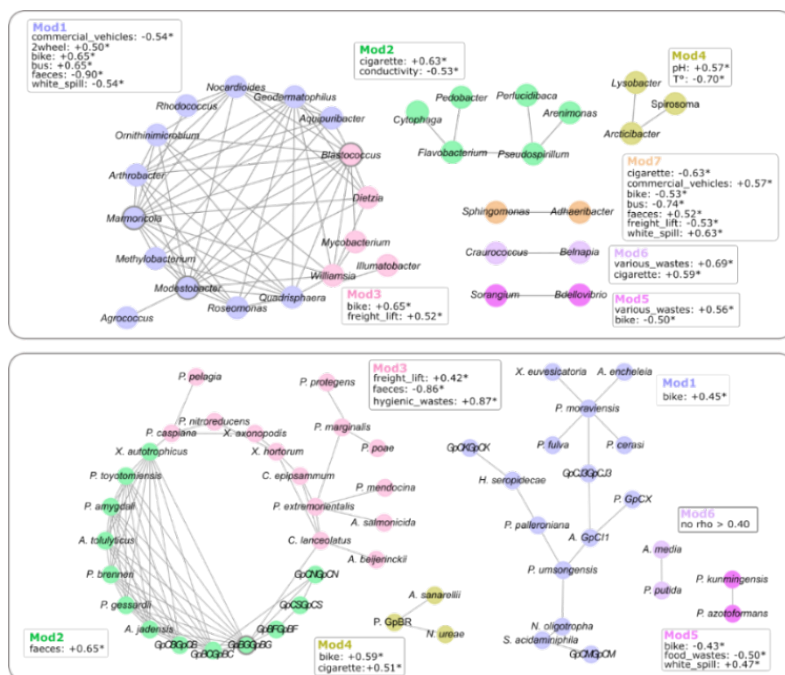 Mod1
commercial_vehicles: -0.54*
2wheel: +0.50*
bike: +0.65*
bus: +0.65*
faeces: -0.90*
white_spill: -0.54*
Mod2
cigarette: +0.63*
conductivity: -0.53*
Mod4
pH: +0.57*
T°: -0.70*
Nocardioides
Geodermatophilus
Rhodococcus
Aquipuribacter
Ornithinimicrobium
Blastococcus
Arthrobacter
Dietzia
Marmoricola
Mycobacterium
Methylobacterium
Illumatobacter
Williamsia
Modestobacter
Quadrisphaera
Roseomonas
Agrococcus
Mod3
bike: +0.65*
freight_lift: +0.52*
Pedobacter
Cytophaga
Flavobacterium
Perlucidibaca
Arenimonas
Pseudospirillum
Lysobacter
Spirosoma
Arcticibacter
Mod7
cigarette: -0.63*
commercial_vehicles: +0.57*
bike: -0.53*
bus: -0.74*
faeces: +0.52*
freight_lift: -0.53*
white_spill: +0.63*
Sphingomonas
Adhaeribacter
Craurococcus
Belnapia
Mod6
various_wastes: +0.69*
cigarette: +0.59*
Sorangium
Bdellovibrio
Mod5
various_wastes: +0.56*
bike: -0.50*
Mod3
freight_lift: +0.42*
faeces: -0.86*
hygienic_wastes: +0.87*
Mod1
bike: +0.45*
P. pelagia
P. protegens
P. nitroreducens
P. caspiana
X. axonopodis
P. marginalis
X. autotrophicus
X. hortorum
P. poae
P. toyotomiensis
C. epipsammum
P. mendocina
P. amygdali
P. extremorientalis
A. tolulyticus
A. salmonicida
P. brenneri
C. lanceolatus
A. beijerinckii
P. gessardii
GpCNGpCN
A. jadensis
GpCSGpCS
GpCBGpCB
GpBFGpBF
GpBCGpBC
GpBGGpBG
Mod2
faeces: +0.65*
A. sanarellii
P. GpBR
N. ureae
Mod4
bike: +0.59*
cigarette:+0.51*
X. euvesicatoria
A. encheleia
P. moraviensis
P. fulva
P. cerasi
GpCKGpCK
GpCJ3GpCJ3
H. seropidecae
P. GpCX
P. palleroniana
A. GpCI1
P. umsongensis
N. oligotropha
S. acidaminiphila
GpCMGpCM
Mod6
no rho > 0.40
A. media
P. putida
P. kunmingensis
P. azotoformans
Mod5
bike: -0.43*
food_wastes: -0.50*
white_spill: +0.47*